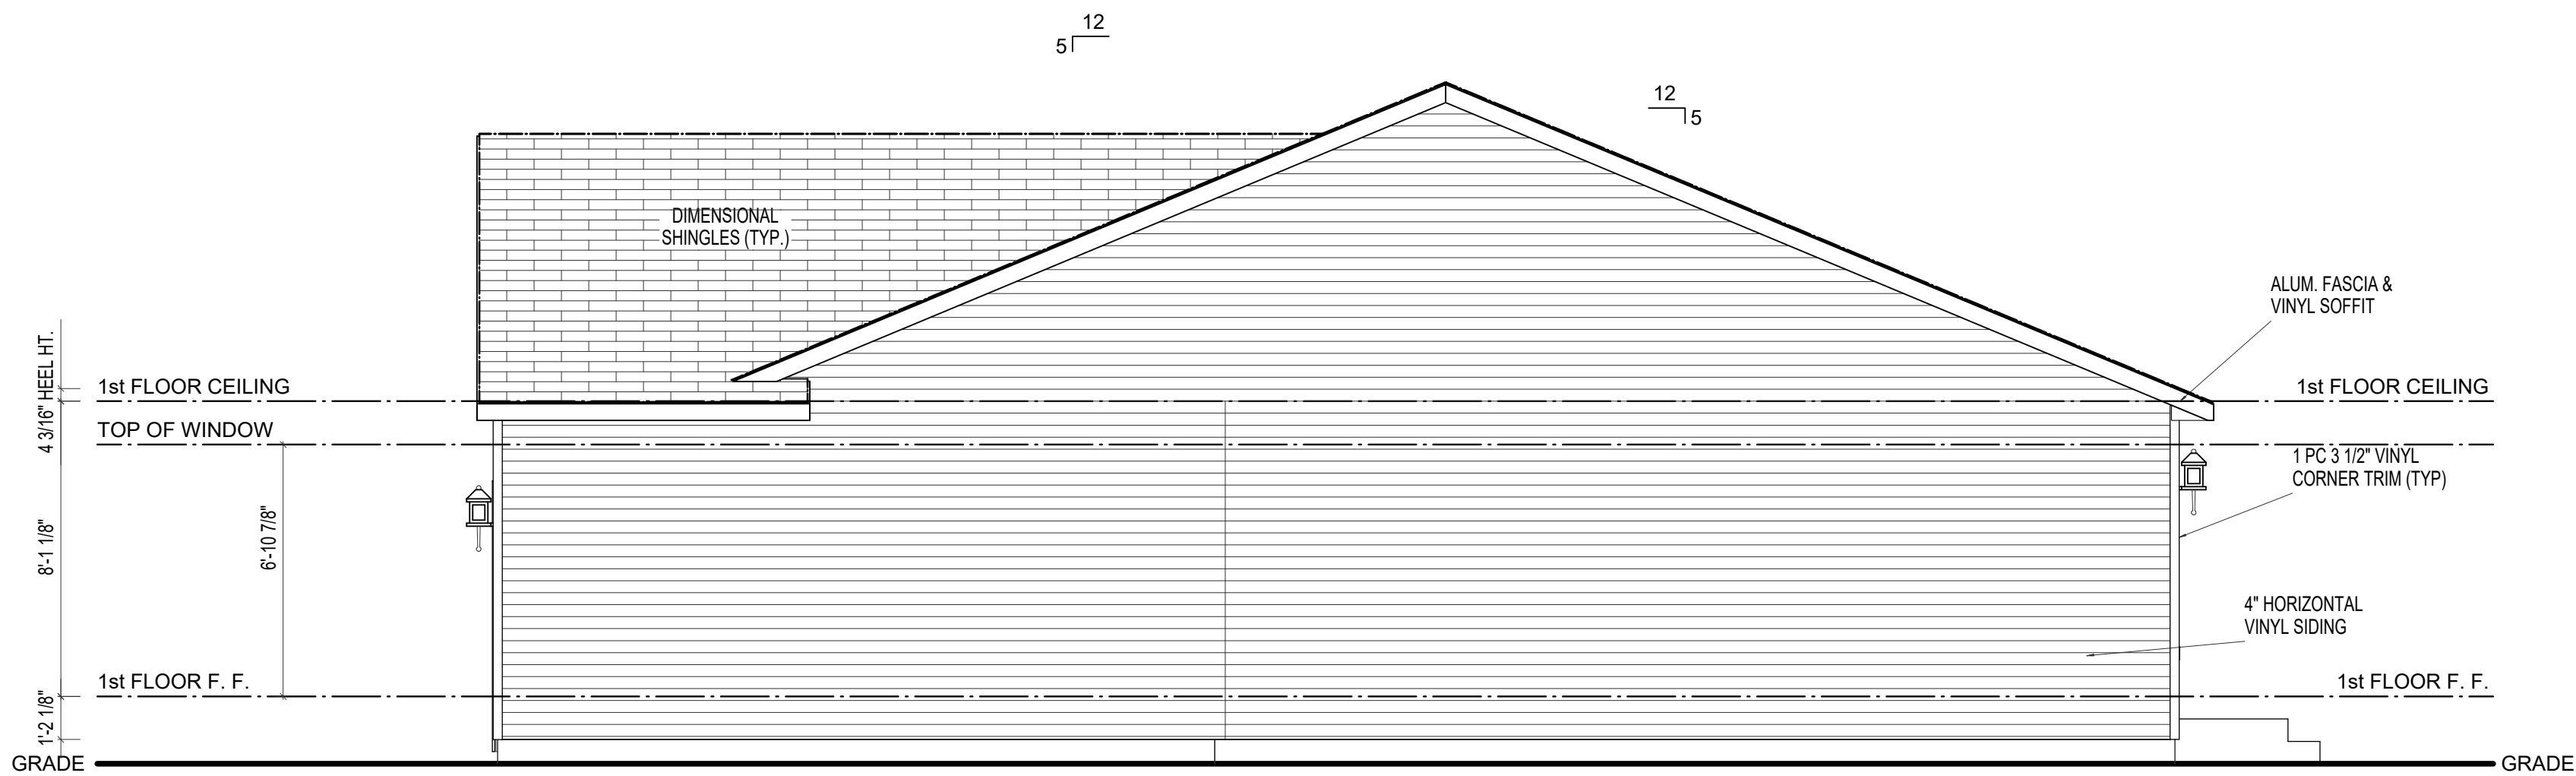 12
5
12
5
DIMENSIONAL
SHINGLES (TYP.)
ALUM. FASCIA &
VINYL SOFFIT
4 3/16" HEEL HT.
1st FLOOR CEILING
1st FLOOR CEILING
TOP OF WINDOW
1 PC 3 1/2" VINYL
CORNER TRIM (TYP)
8'-1 1/8"
6'-10 7/8"
4" HORIZONTAL
VINYL SIDING
1st FLOOR F. F.
1st FLOOR F. F.
1'-2 1/8"
GRADE
GRADE